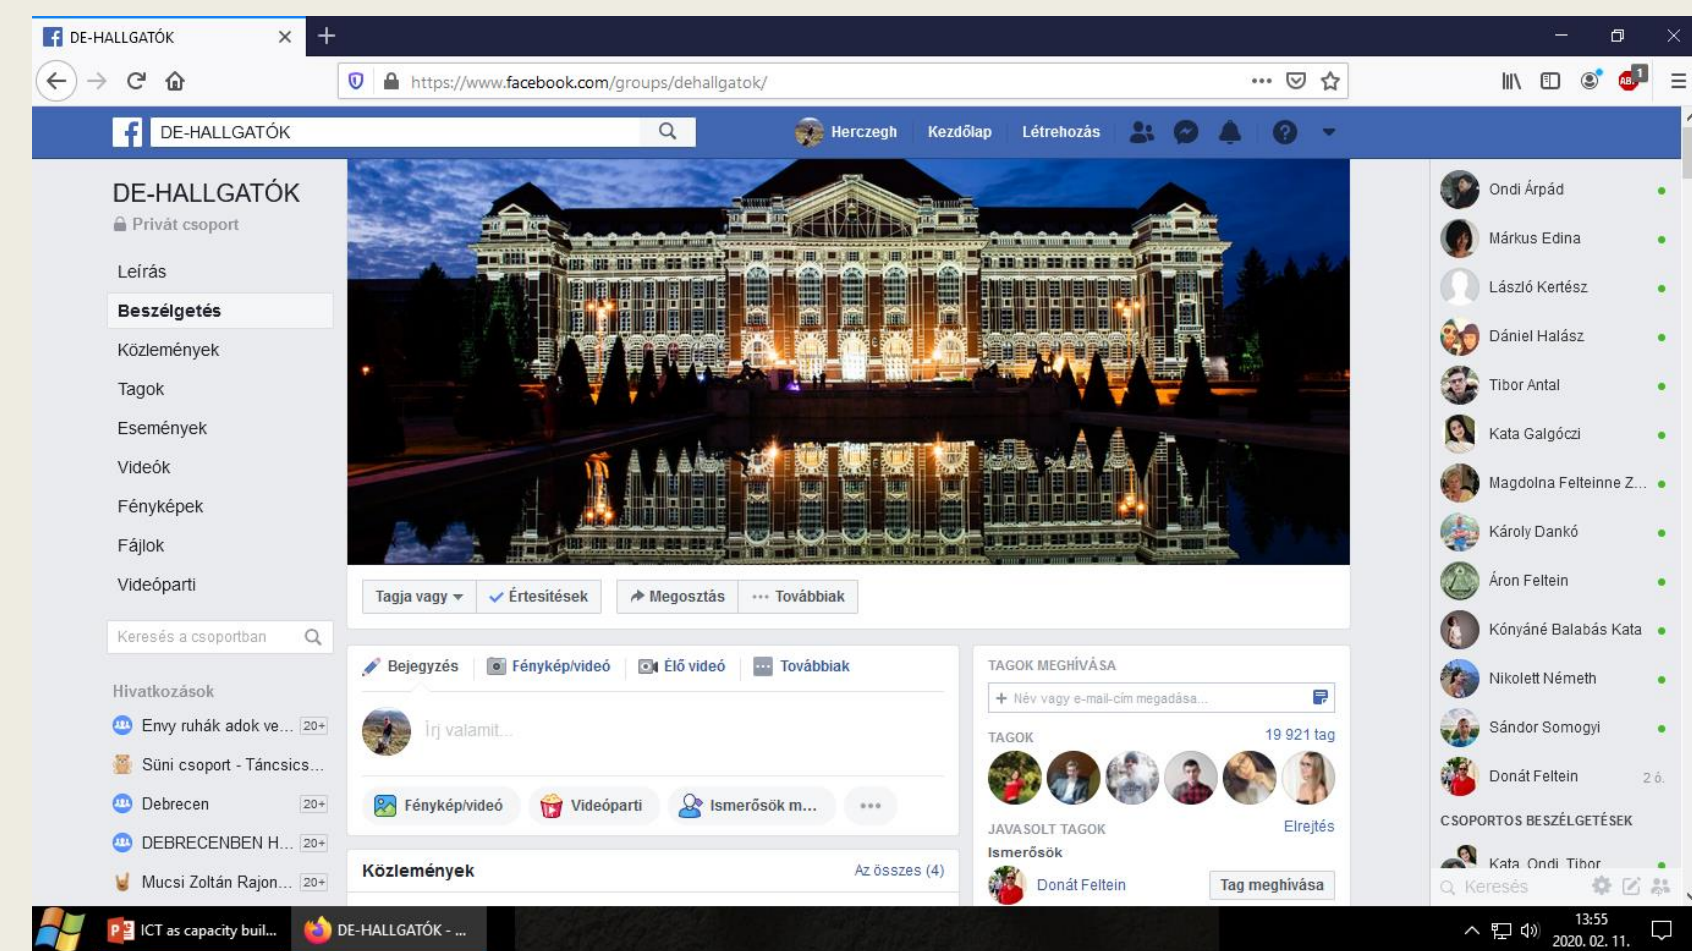 DE-HALLGATÓK
https://www.facebook.com/groups/dehallgatok/
1
DE-HALLGATÓK
Herczegh
Kezdőlap
Létrehozás
DE-HALLGATÓK
Privát csoport
Leírás
Beszélgetés
Közlemények
Tagok
Események
Videók
Fényképek
Fájlok
Videóparti
Keresés a csoportban
Hivatkozások
Envy ruhák adok ve... 20+
Süni csoport - Táncsics...
Debrecen 20+
DEBRECENBEN H... 20+
Mucsi Zoltán Rajon... 20+
Tagja vagy
Értesítések
Megosztás
Továbbiak
Bejegyzés
Fénykép/videó
Élő videó
Továbbiak
Írj valamit...
Fénykép/videó
Videóparti
Ismerősök m...
Közlemények
Az összes (4)
TAGOK MEGHÍVÁSA
+ Név vagy e-mail-cím megadása...
TAGOK
19 921 tag
JAVASOLT TAGOK
Elrejtés
Ismerősök
Donát Feltein
Tag meghívása
Ondi Árpád
Márkus Edina
László Kertész
Dániel Halász
Tibor Antal
Kata Galgóczi
Magdolna Felteinne Z...
Károly Dankó
Áron Feltein
Kónyáné Balabás Kata
Nikolett Németh
Sándor Somogyi
Donát Feltein 2 ó.
CSOPORTOS BESZÉLGETÉSEK
Kata, Ondi, Tibor
Keresés
ICT as capacity buil...
DE-HALLGATÓK - ...
13:55
2020. 02. 11.